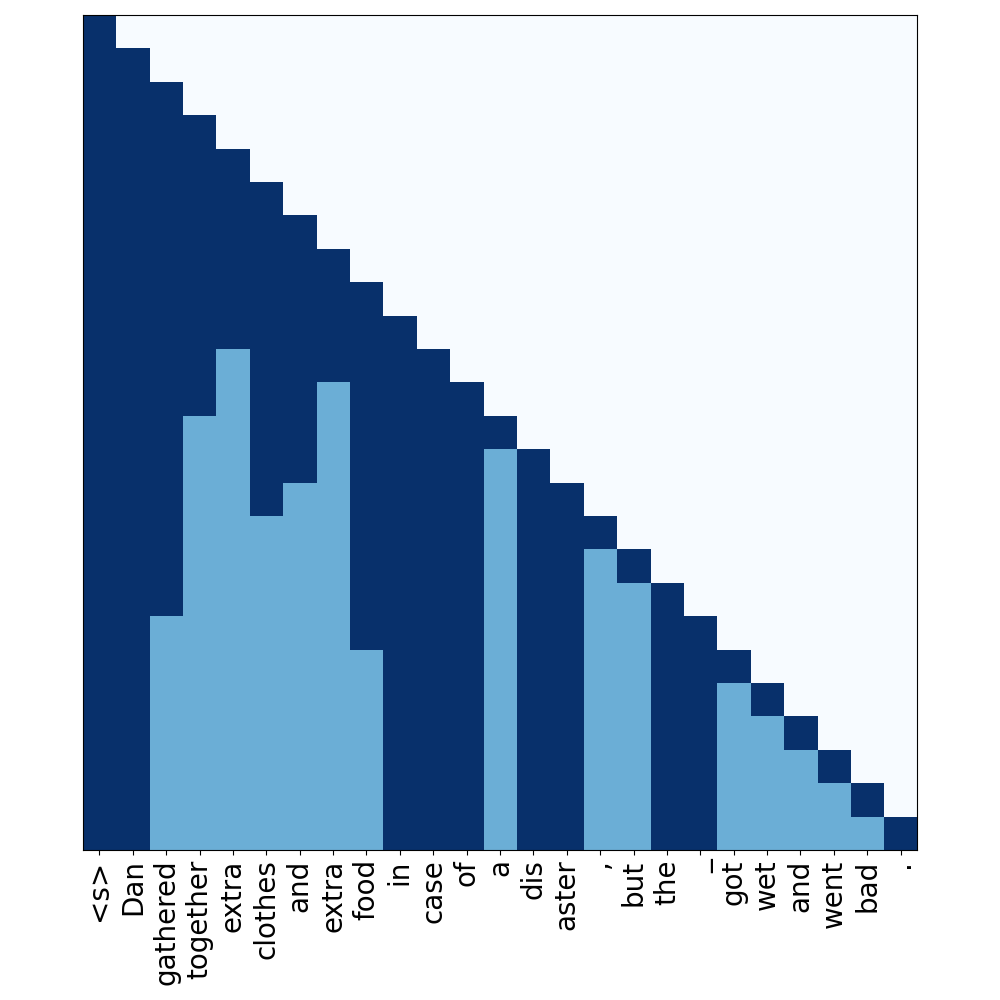 <s>
Dan
gathered
together
extra
clothes
and
extra
food
in
case
of
a
dis
aster
,
but
the
_
got
wet
and
went
bad
.